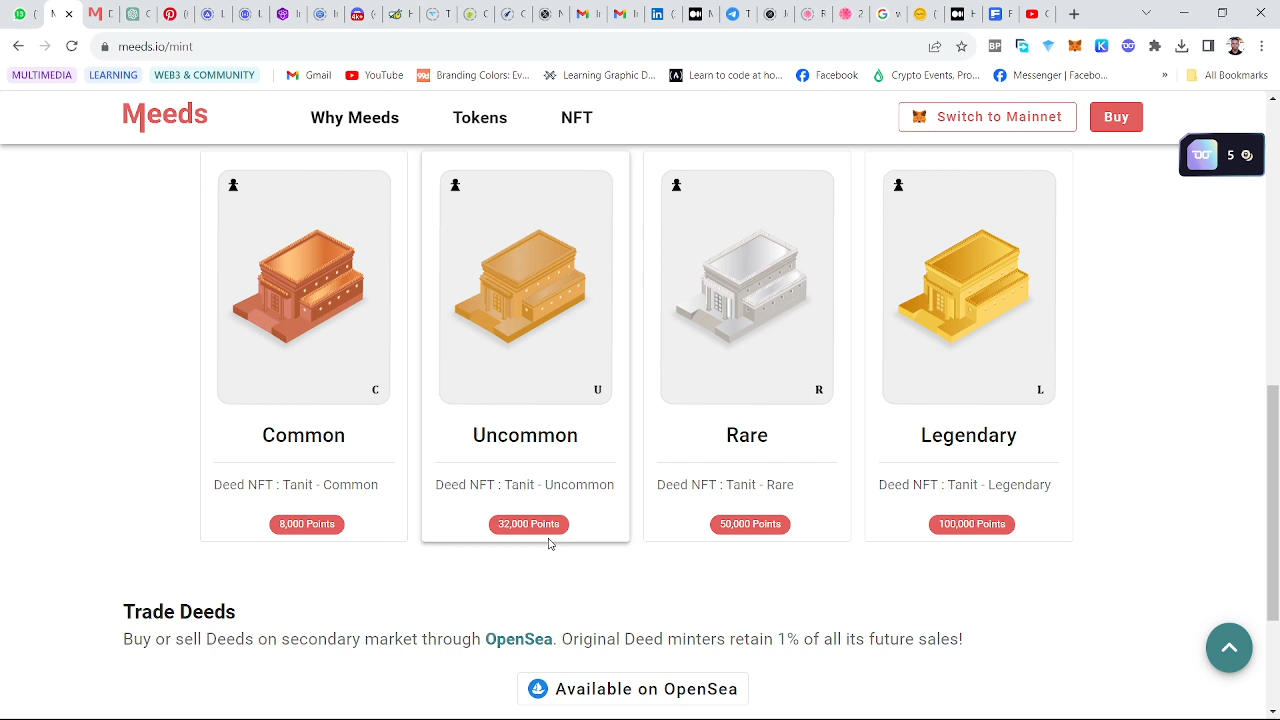 meeds.io/mint
MULTIMEDIA LEARNING WEB3 & COMMUNITY Gmail YouTube Branding Colors: Ev... Learning Graphic D... Learn to code at ho... Facebook Crypto Events, Pro... Messenger | Facebo... » All Bookmarks
Meeds Why Meeds Tokens NFT Switch to Mainnet Buy
5
C U R L
Common Uncommon Rare Legendary
Deed NFT : Tanit - Common Deed NFT : Tanit - Uncommon Deed NFT : Tanit - Rare Deed NFT : Tanit - Legendary
8,000 Points 32,000 Points 50,000 Points 100,000 Points
Trade Deeds
Buy or sell Deeds on secondary market through OpenSea. Original Deed minters retain 1% of all its future sales!
Available on OpenSea